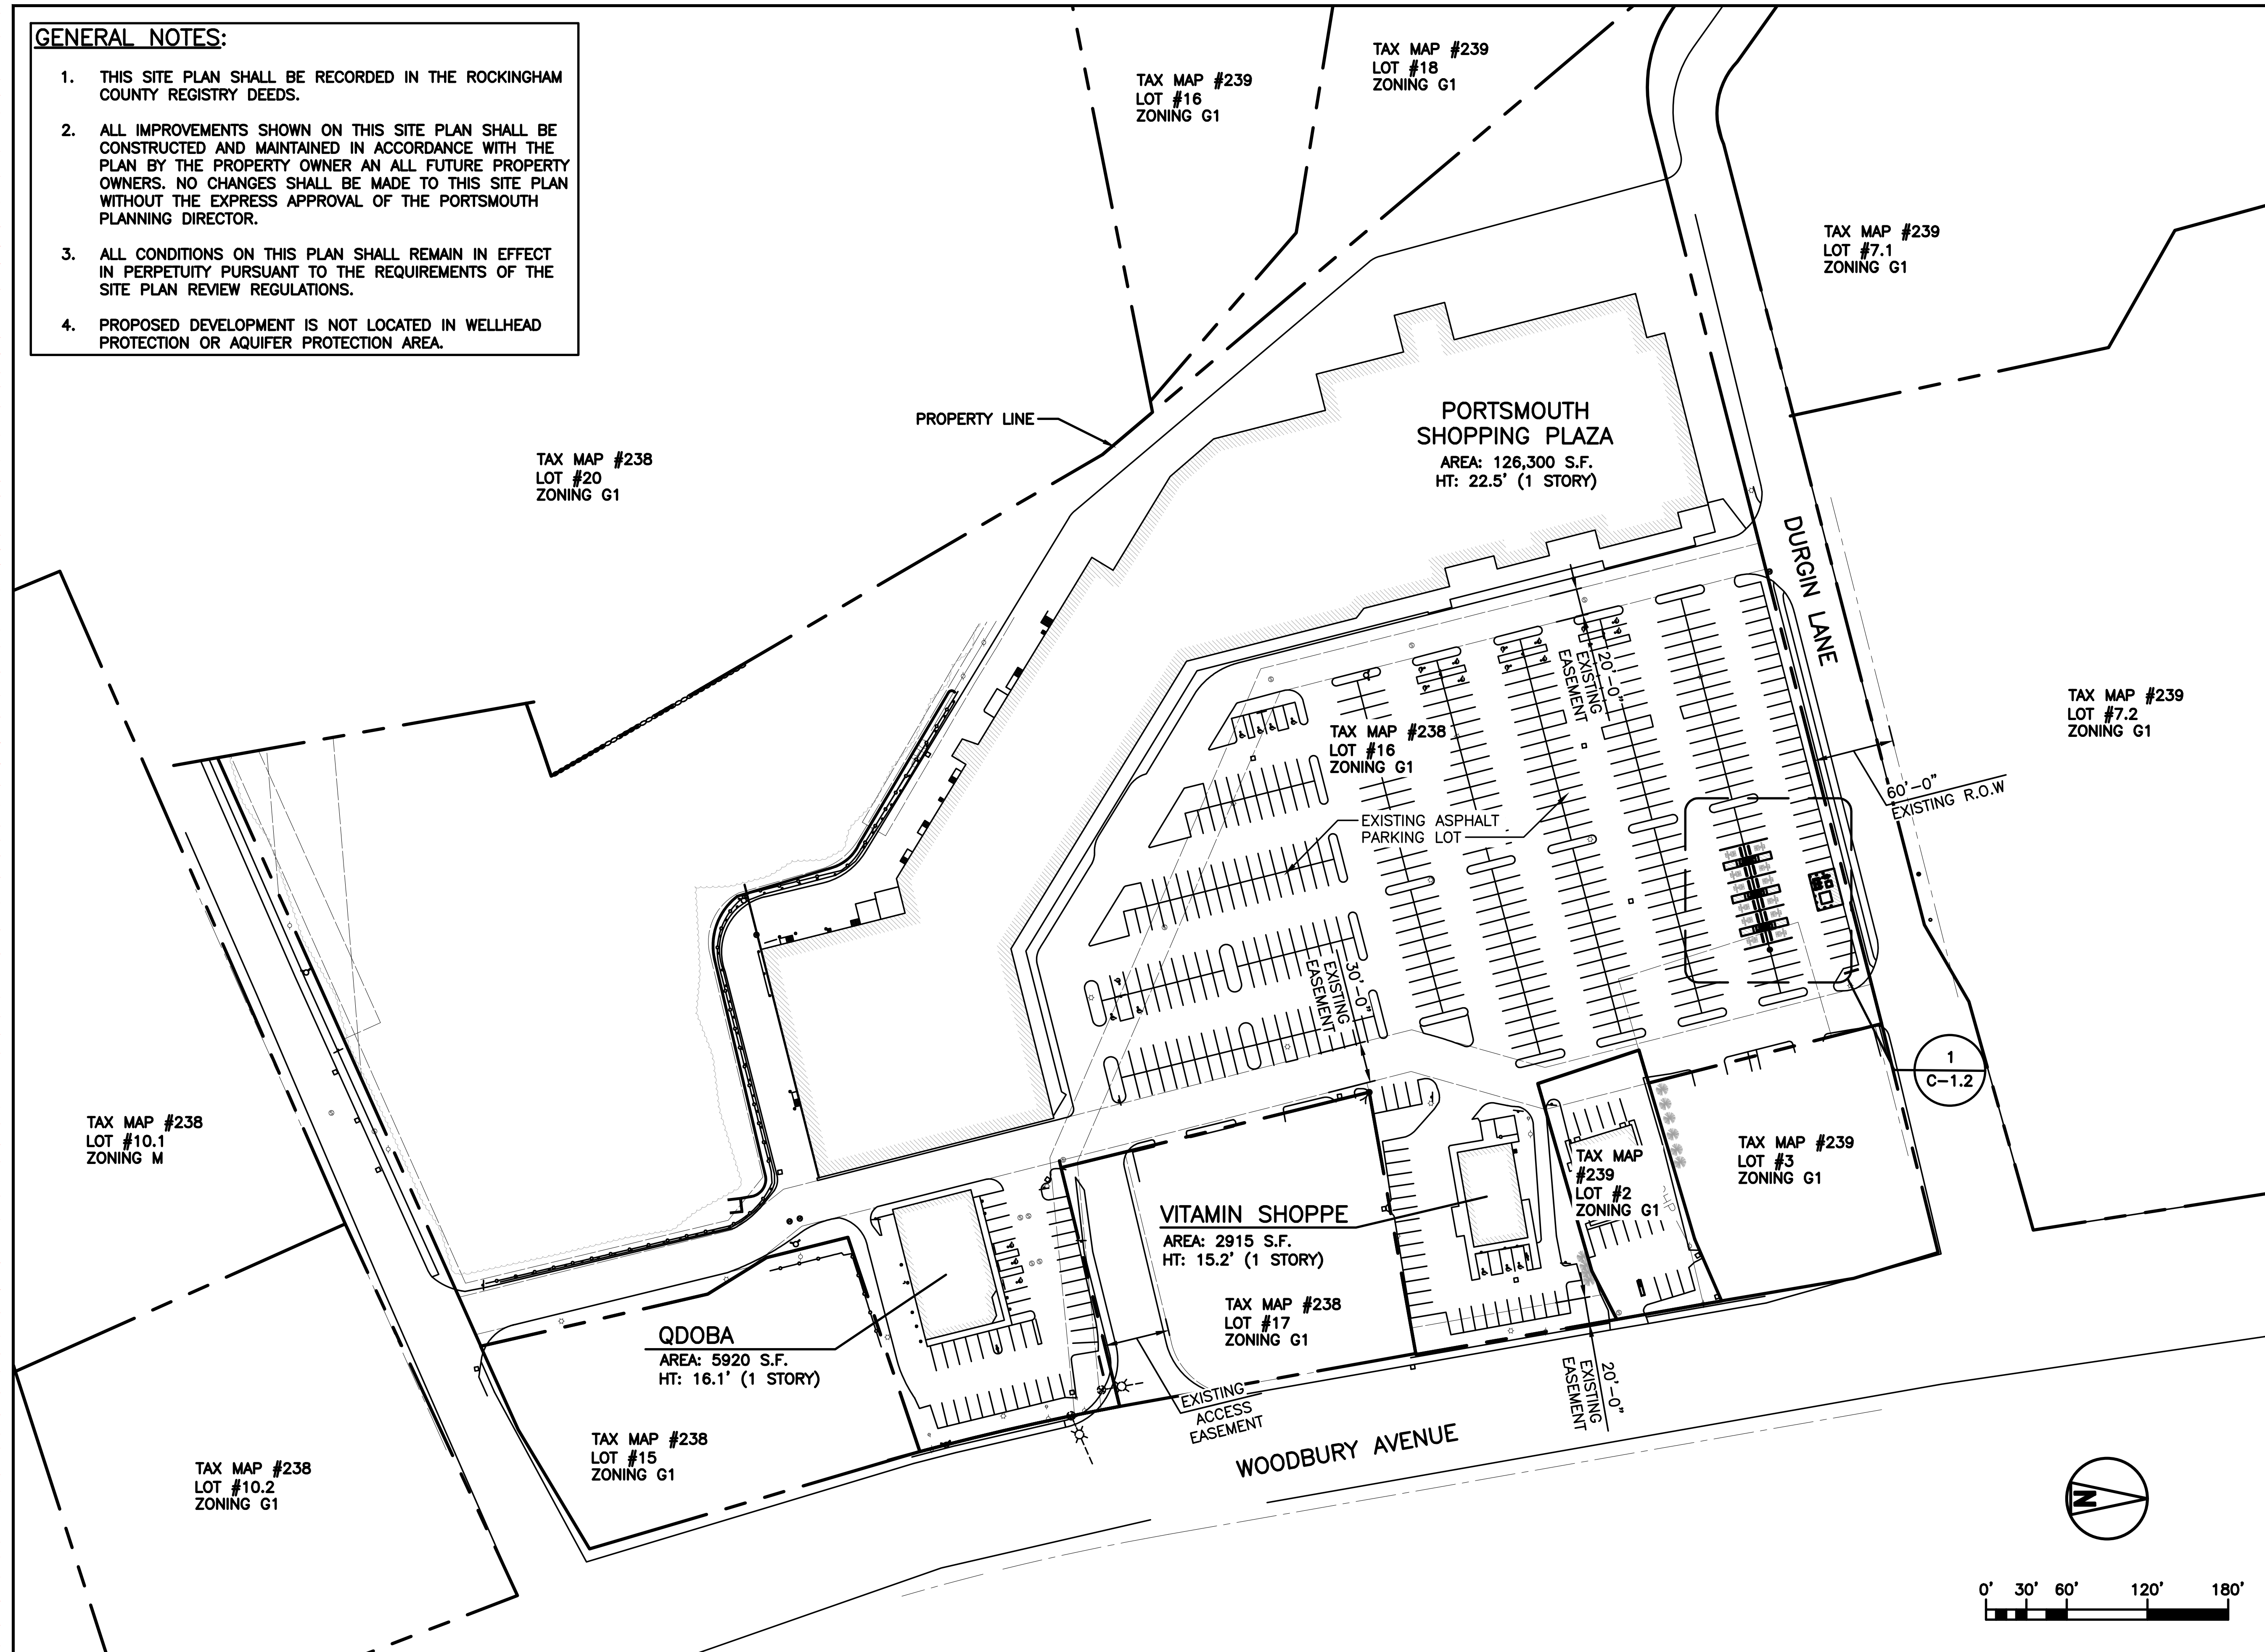 GENERAL NOTES:
1. THIS SITE PLAN SHALL BE RECORDED IN THE ROCKINGHAM
COUNTY REGISTRY DEEDS.
2. ALL IMPROVEMENTS SHOWN ON THIS SITE PLAN SHALL BE
CONSTRUCTED AND MAINTAINED IN ACCORDANCE WITH THE
PLAN BY THE PROPERTY OWNER AN ALL FUTURE PROPERTY
OWNERS. NO CHANGES SHALL BE MADE TO THIS SITE PLAN
WITHOUT THE EXPRESS APPROVAL OF THE PORTSMOUTH
PLANNING DIRECTOR.
3. ALL CONDITIONS ON THIS PLAN SHALL REMAIN IN EFFECT
IN PERPETUITY PURSUANT TO THE REQUIREMENTS OF THE
SITE PLAN REVIEW REGULATIONS.
4. PROPOSED DEVELOPMENT IS NOT LOCATED IN WELLHEAD
PROTECTION OR AQUIFER PROTECTION AREA.
TAX MAP #239
LOT #16
ZONING G1
TAX MAP #239
LOT #18
ZONING G1
TAX MAP #239
LOT #7.1
ZONING G1
PROPERTY LINE
PORTSMOUTH
SHOPPING PLAZA
AREA: 126,300 S.F.
HT: 22.5' (1 STORY)
TAX MAP #238
LOT #20
ZONING G1
DURGIN LANE
20'-0"
EXISTING
EASEMENT
TAX MAP #238
LOT #16
ZONING G1
TAX MAP #239
LOT #7.2
ZONING G1
60'-0"
EXISTING R.O.W
EXISTING ASPHALT
PARKING LOT
30'-0"
EXISTING
EASEMENT
1
C-1.2
TAX MAP #238
LOT #10.1
ZONING M
TAX MAP
#239
LOT #2
ZONING G1
TAX MAP #239
LOT #3
ZONING G1
VITAMIN SHOPPE
AREA: 2915 S.F.
HT: 15.2' (1 STORY)
TAX MAP #238
LOT #17
ZONING G1
QDOBA
AREA: 5920 S.F.
HT: 16.1' (1 STORY)
20'-0"
EXISTING
EASEMENT
EXISTING
ACCESS
EASEMENT
TAX MAP #238
LOT #15
ZONING G1
WOODBURY AVENUE
TAX MAP #238
LOT #10.2
ZONING G1
N
0' 30' 60' 120' 180'